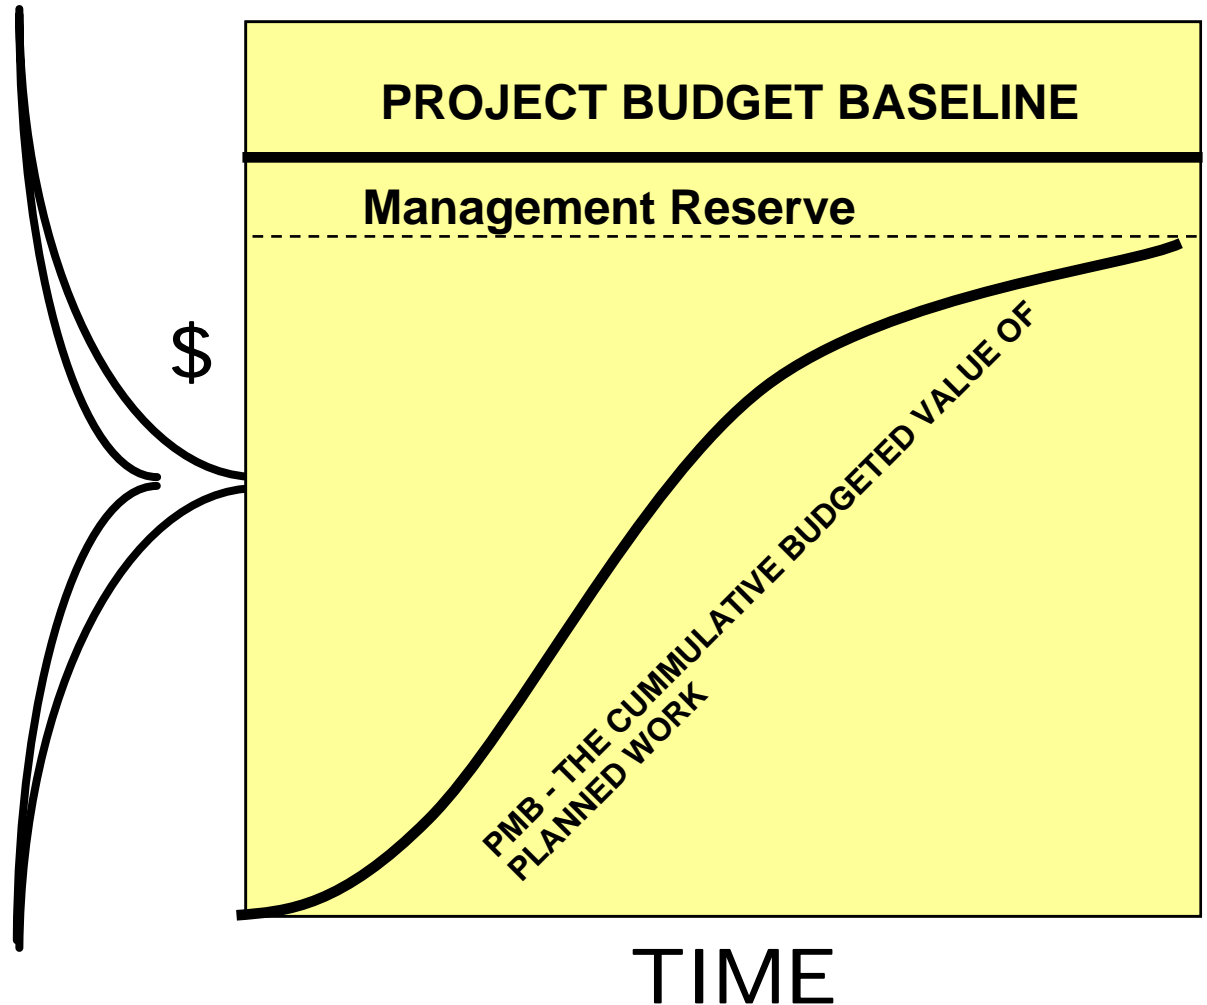 PROJECT BUDGET BASELINE
Management Reserve
$
PMB - THE CUMMULATIVE BUDGETED VALUE OF
PLANNED WORK
TIME